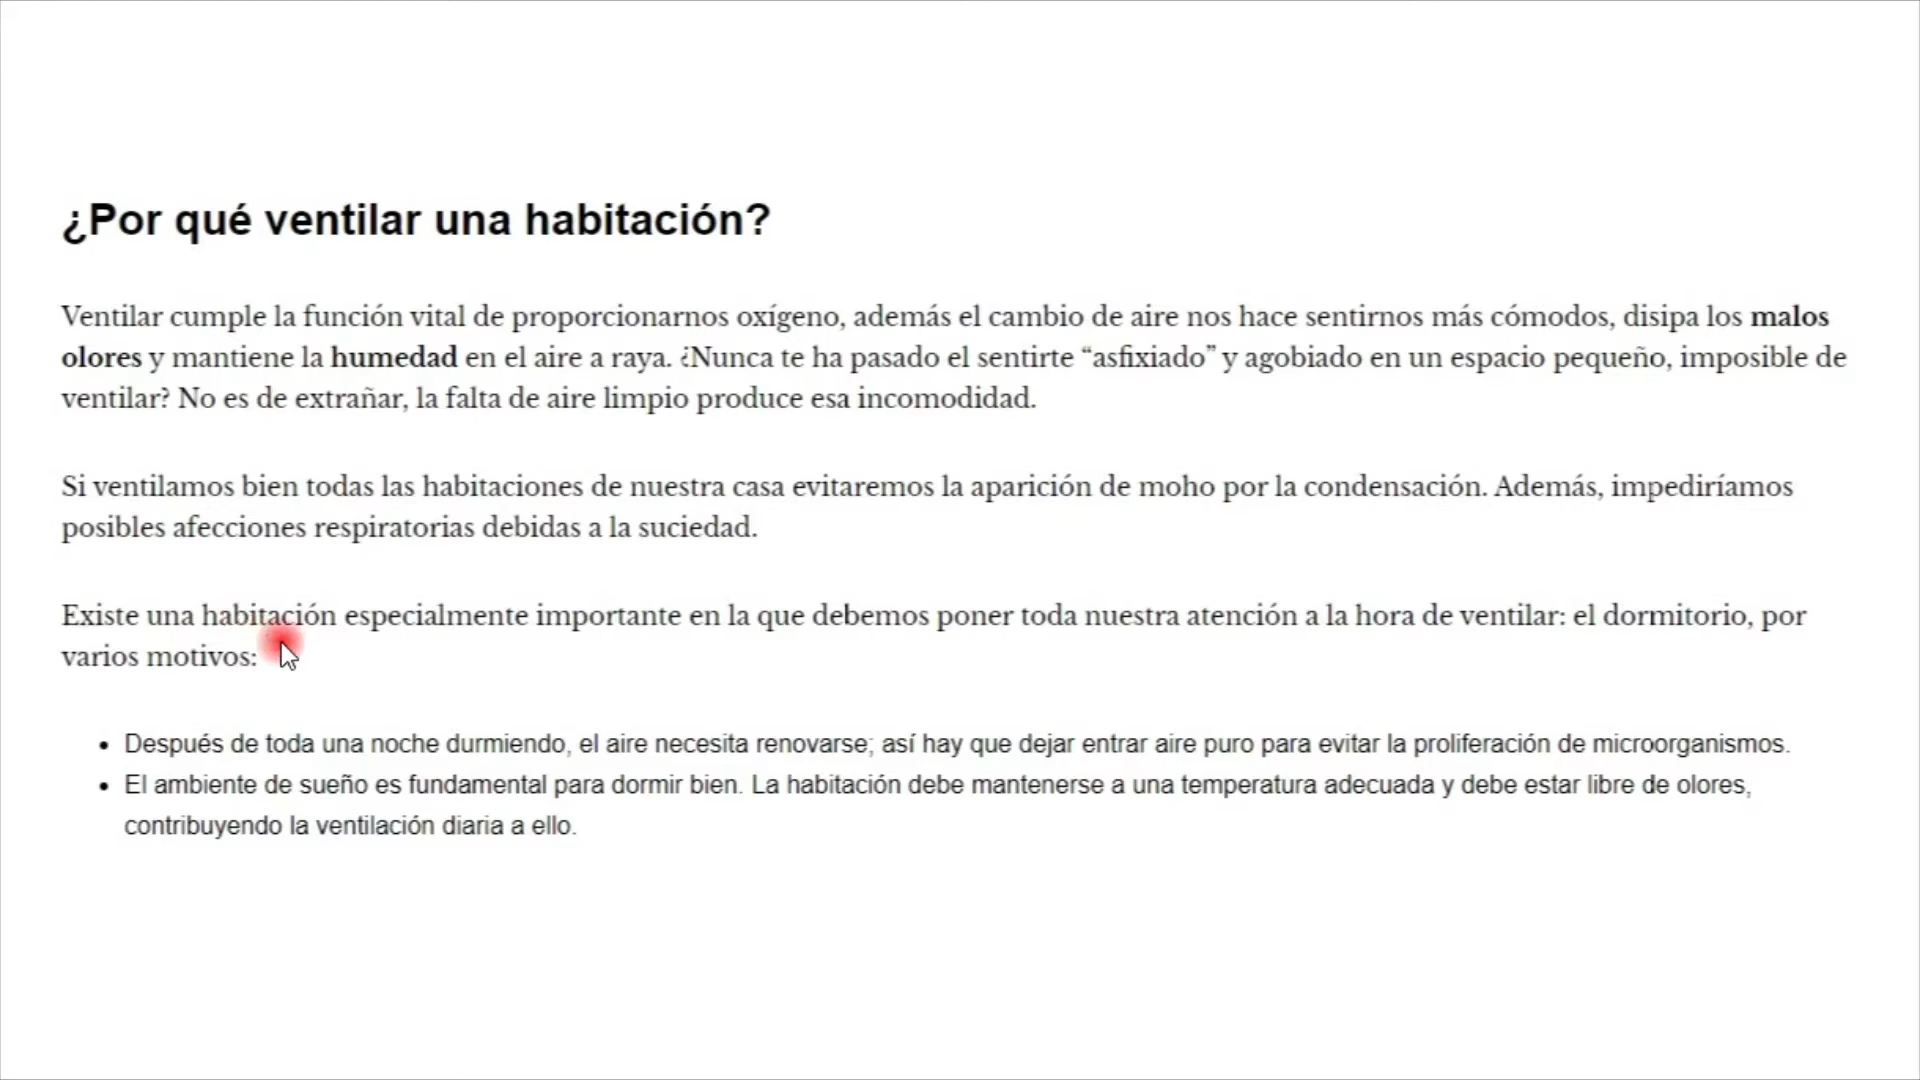 ¿Por qué ventilar una habitación?
Ventilar cumple la función vital de proporcionarnos oxígeno, además el cambio de aire nos hace sentirnos más cómodos, disipa los malos
olores y mantiene la humedad en el aire a raya. ¿Nunca te ha pasado el sentirte “asfixiado” y agobiado en un espacio pequeño, imposible de
ventilar? No es de extrañar, la falta de aire limpio produce esa incomodidad.
Si ventilamos bien todas las habitaciones de nuestra casa evitaremos la aparición de moho por la condensación. Además, impediríamos
posibles afecciones respiratorias debidas a la suciedad.
Existe una habitación especialmente importante en la que debemos poner toda nuestra atención a la hora de ventilar: el dormitorio, por
varios motivos:
• Después de toda una noche durmiendo, el aire necesita renovarse; así hay que dejar entrar aire puro para evitar la proliferación de microorganismos.
• El ambiente de sueño es fundamental para dormir bien. La habitación debe mantenerse a una temperatura adecuada y debe estar libre de olores,
contribuyendo la ventilación diaria a ello.